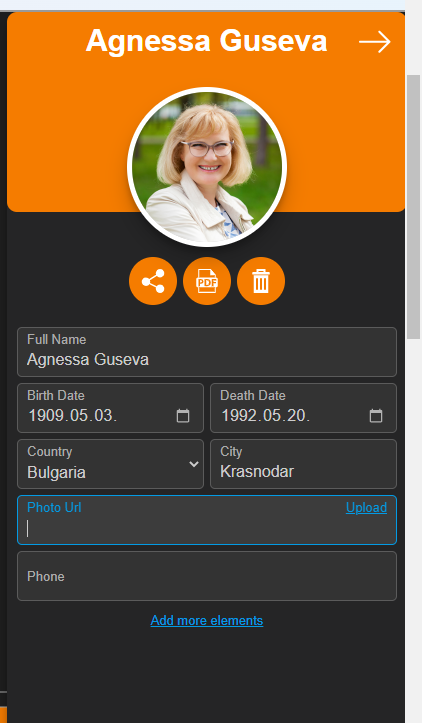 Agnessa Guseva
PDF
Full Name
Agnessa Guseva
Birth Date Death Date
1909.05.03. 1992.05.20.
Country City
Bulgaria Krasnodar
Photo Url Upload
Phone
Add more elements